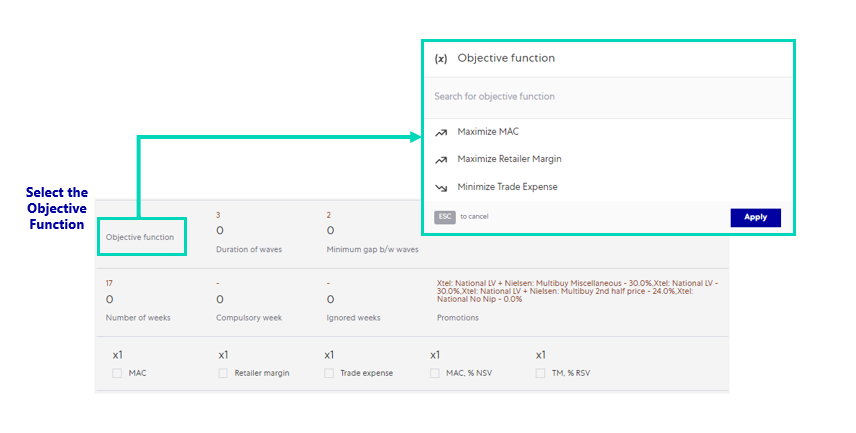 (x) Objective function
Search for objective function
Maximize MAC
Maximize Retailer Margin
Minimize Trade Expense
ESC to cancel
Apply
Select the
Objective
Function
Objective function
3
0
Duration of waves
2
0
Minimum gap b/w waves
17
0
Number of weeks
-
0
Compulsory week
-
0
Ignored weeks
Xtel: National LV + Nielsen: Multibuy Miscellaneous - 30.0%,Xtel: National LV -
30.0%,Xtel: National LV + Nielsen: Multibuy 2nd half price - 24.0%,Xtel:
National No Nip - 0.0%
Promotions
x1
MAC
x1
Retailer margin
x1
Trade expense
x1
MAC, % NSV
x1
TM, % RSV